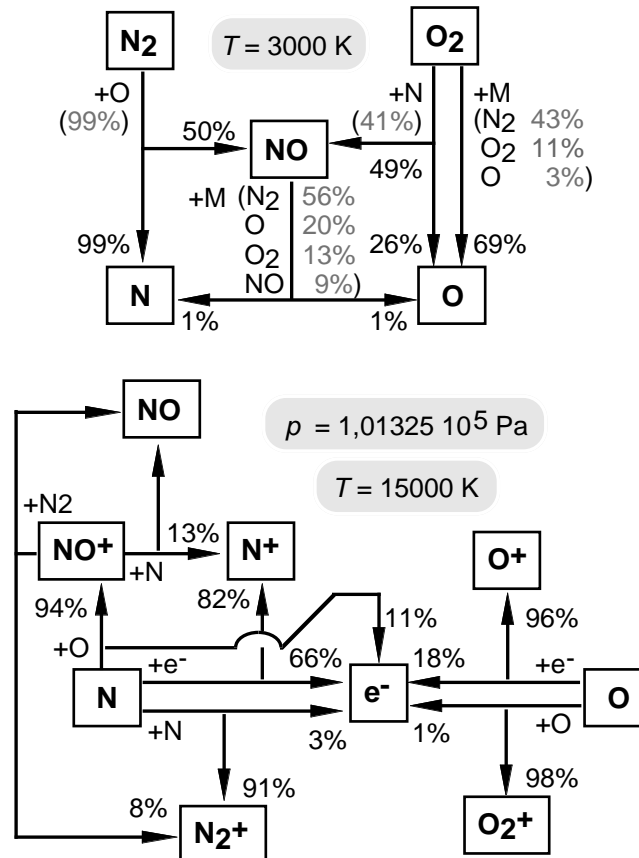 N2 T = 3000 K O2
+O +N +M
(99%) (41%) (N2 43%
50% NO O2 11%
49% O 3%)
+M (N2 56%
O 20%
99% O2 13% 26% 69%
N NO 9%) O
1% 1%
NO p = 1,01325 10⁵ Pa
T = 15000 K
+N2
NO+ 13% N+ O+
+N
94% 82% 11% 96%
+O +e- 66% 18% +e-
N e- O
+N 3% 1% +O
91% 98%
8% N2+ O2+